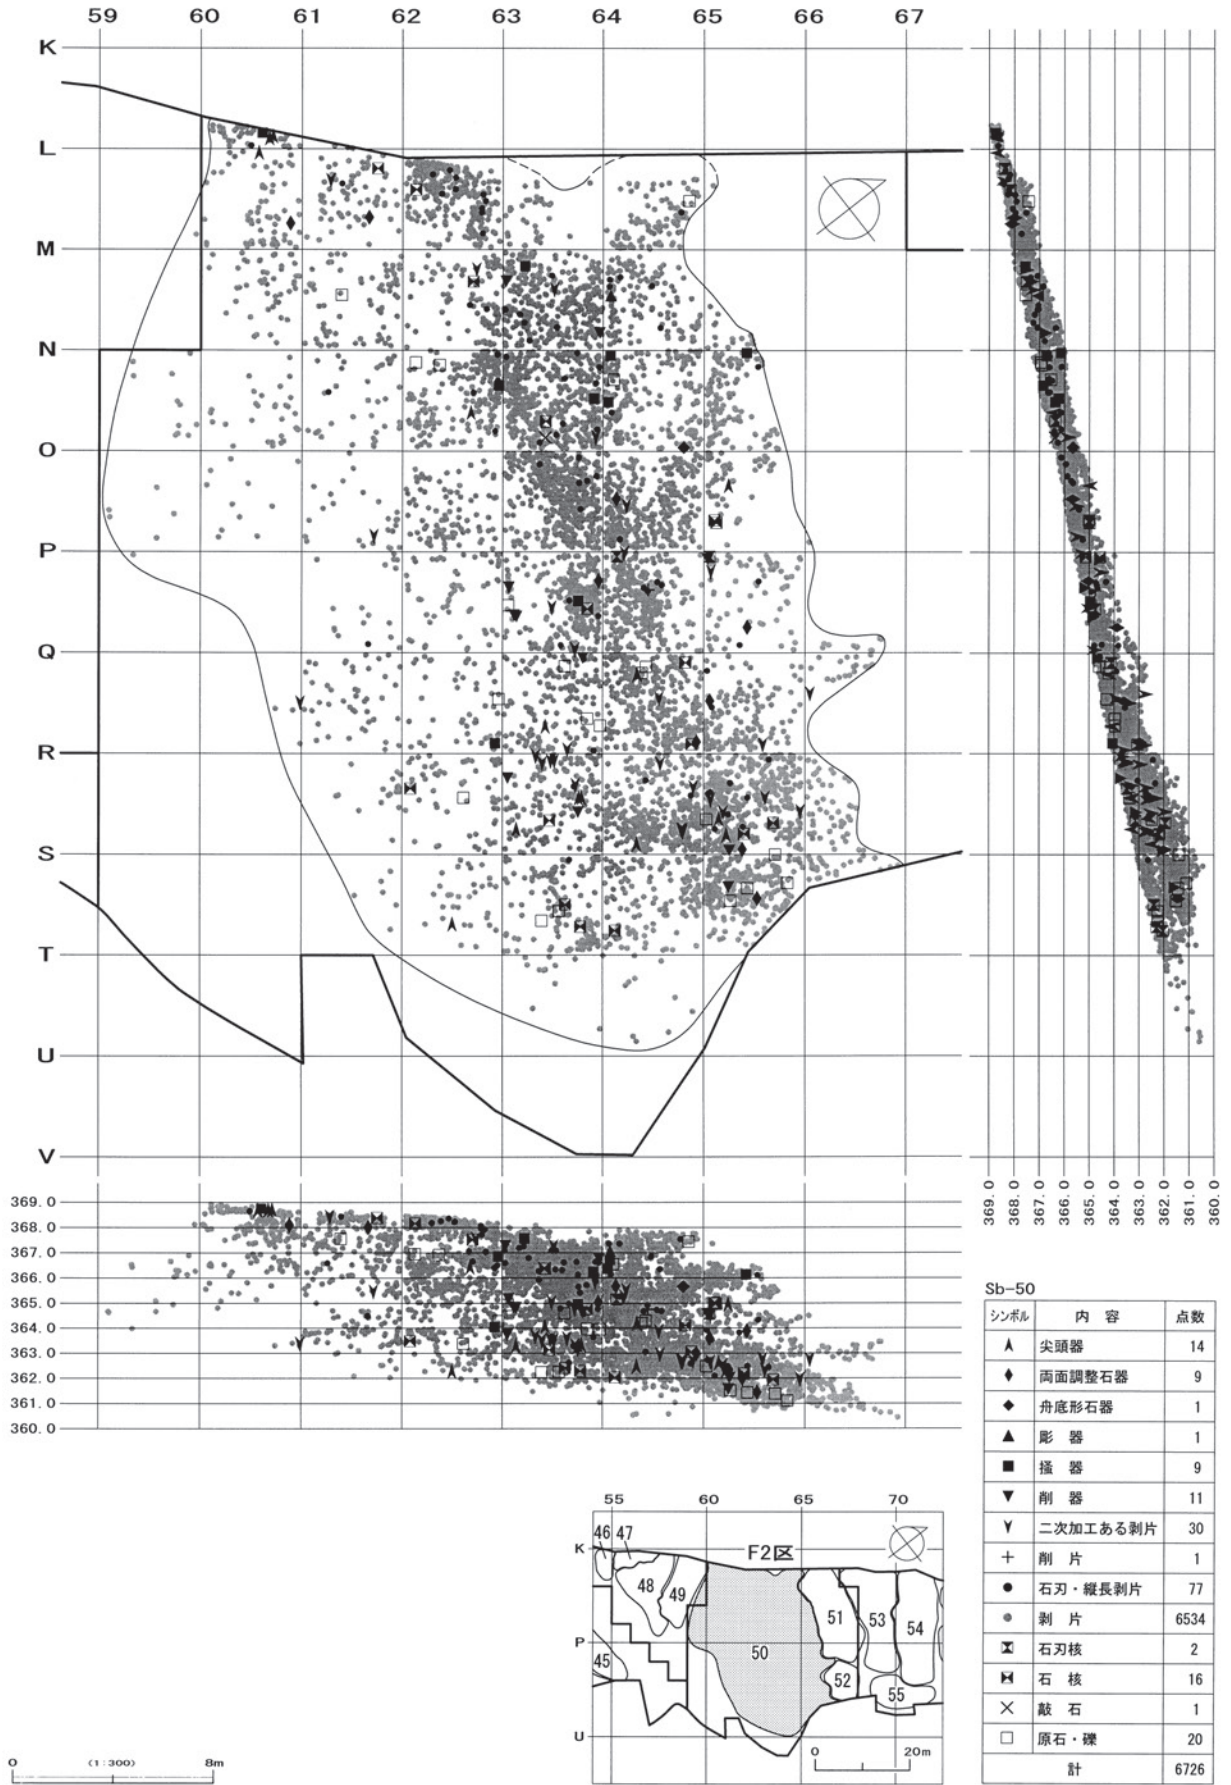 59 60 61 62 63 64 65 66 67
K
L
M
N
O
P
Q
R
S
T
U
V
369.0 368.0 367.0 366.0 365.0 364.0 363.0 362.0 361.0 360.0
369.0
368.0
367.0
366.0
365.0
364.0
363.0
362.0
361.0
360.0
Sb-50
シンボル 内 容 点数
尖頭器 14
両面調整石器 9
舟底形石器 1
彫 器 1
掻 器 9
削 器 11
二次加工ある剥片 30
削 片 1
石刃・縦長剥片 77
剥 片 6534
石刃核 2
石 核 16
敲 石 1
原石・礫 20
計 6726
55 60 65 70
46 47
K
F2区
48 49
51 53 54
P
50
45
52
55
U
0 20m
0 (1:300) 8m